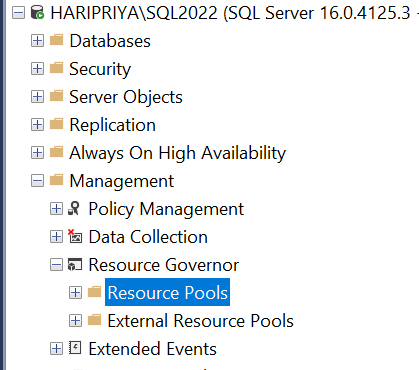 HARIPRIYA\SQL2022 (SQL Server 16.0.4125.3 -
Databases
Security
Server Objects
Replication
Always On High Availability
Management
Policy Management
Data Collection
Resource Governor
Resource Pools
External Resource Pools
Extended Events